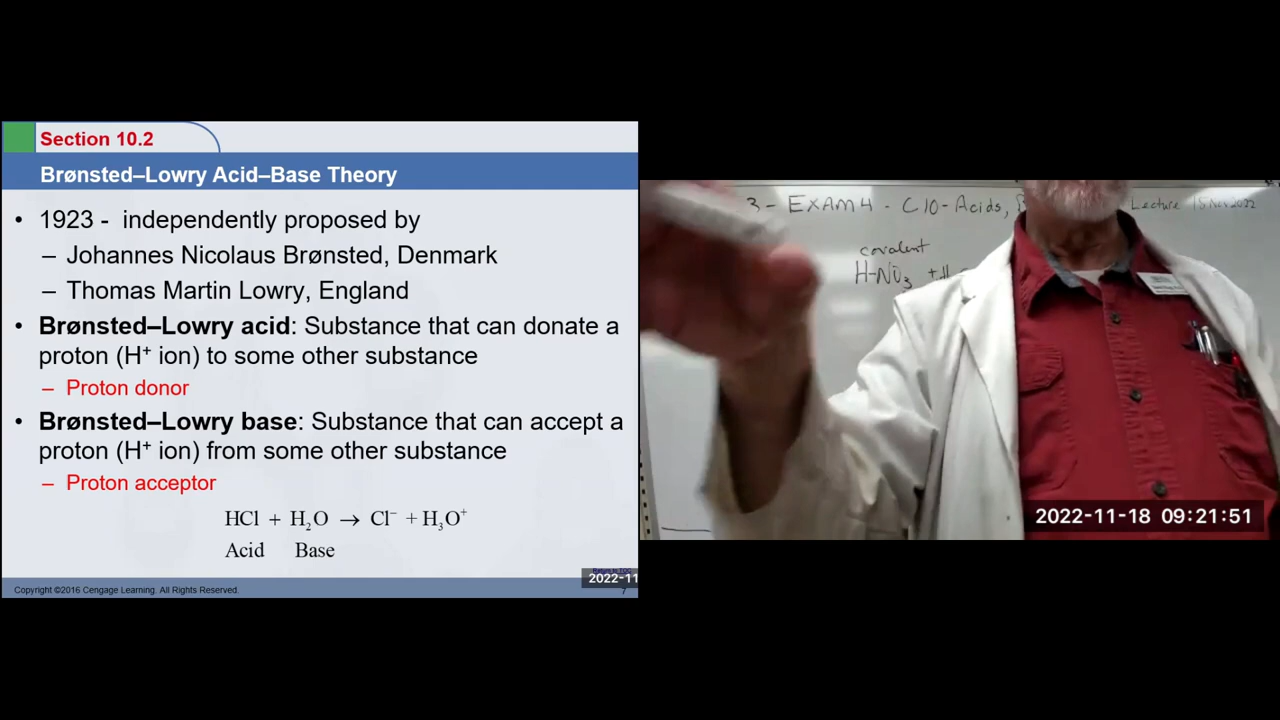 Section 10.2
Brønsted–Lowry Acid–Base Theory
• 1923 - independently proposed by
– Johannes Nicolaus Brønsted, Denmark
– Thomas Martin Lowry, England
• Brønsted–Lowry acid: Substance that can donate a
proton (H⁺ ion) to some other substance
– Proton donor
• Brønsted–Lowry base: Substance that can accept a
proton (H⁺ ion) from some other substance
– Proton acceptor
HCl + H₂O → Cl⁻ + H₃O⁺
Acid Base
Copyright ©2016 Cengage Learning. All Rights Reserved.
2022-11
7
3 - EXAM 4 - C10-Acids, Lecture 18 Nov 2022
covalent
H-NO₃ +
2022-11-18 09:21:51